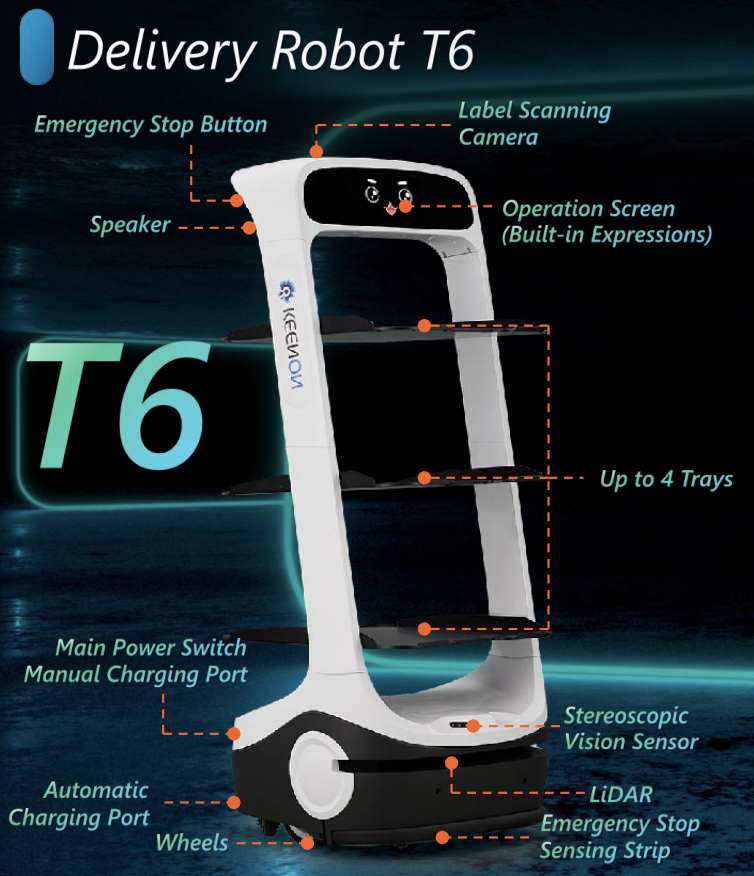 Delivery Robot T6
Emergency Stop Button
Label Scanning
Camera
Speaker
Operation Screen
(Built-in Expressions)
KEENON
T6
Up to 4 Trays
Main Power Switch
Manual Charging Port
Stereoscopic
Vision Sensor
Automatic
Charging Port
LiDAR
Wheels
Emergency Stop
Sensing Strip